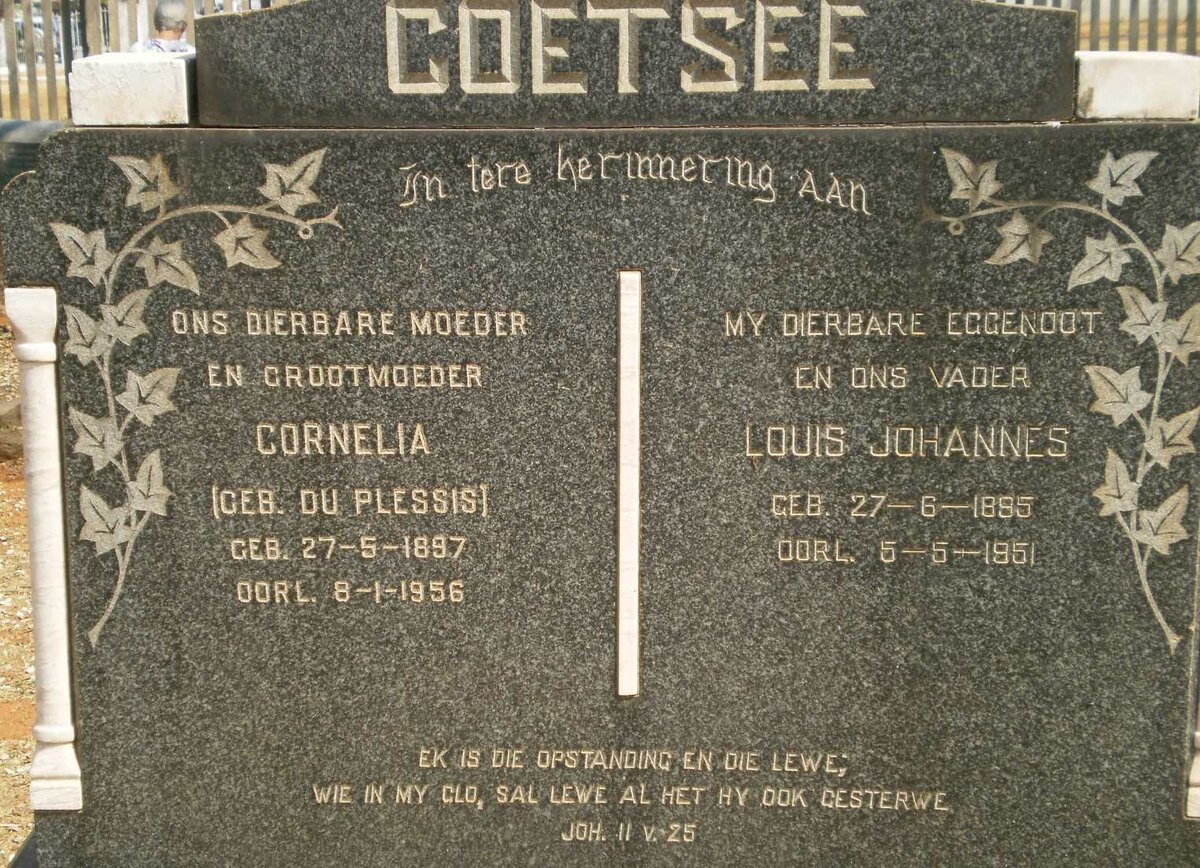 COETSEE
In tere herinnering AAN
ONS DIERBARE MOEDER
EN GROOTMOEDER
CORNELIA
(GEB. DU PLESSIS)
GEB. 27-5-1897
OORL. 8-1-1956
MY DIERBARE EGGENOOT
EN ONS VADER
LOUIS JOHANNES
GEB. 27-6-1895
OORL. 5-5-1951
EK IS DIE OPSTANDING EN DIE LEWE;
WIE IN MY GLO, SAL LEWE AL HET HY OOK GESTERWE
JOH. 11 V. 25